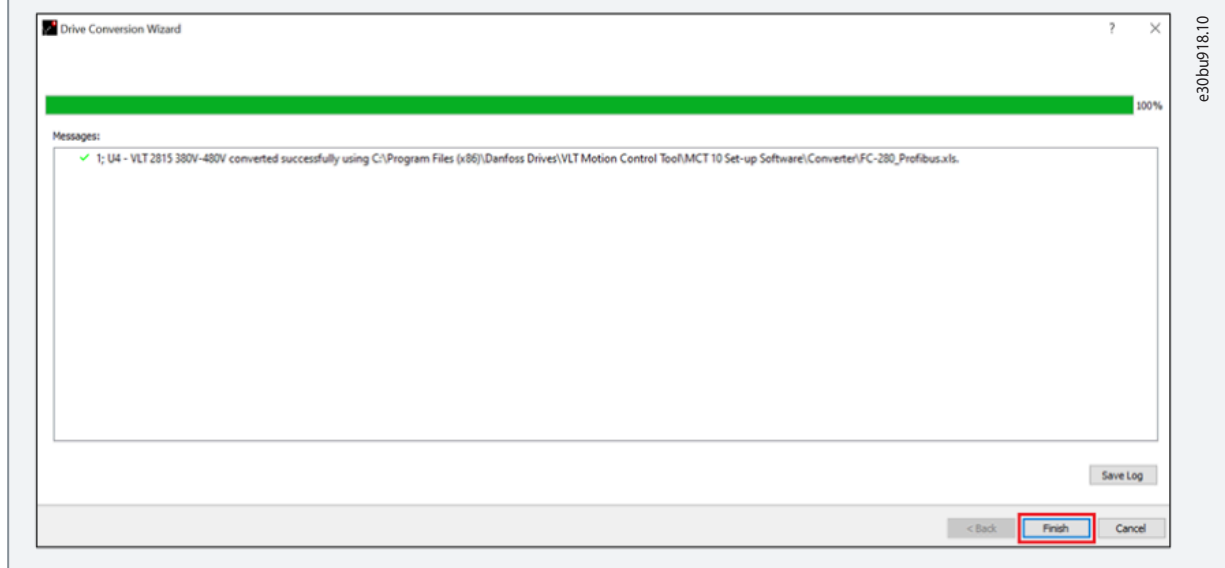 Drive Conversion Wizard
?
e30bu918.10
100%
Messages:
1; U4 - VLT 2815 380V-480V converted successfully using C:\Program Files (x86)\Danfoss Drives\VLT Motion Control Tool\MCT 10 Set-up Software\Converter\FC-280_Profibus.xls.
Save Log
< Back
Finish
Cancel